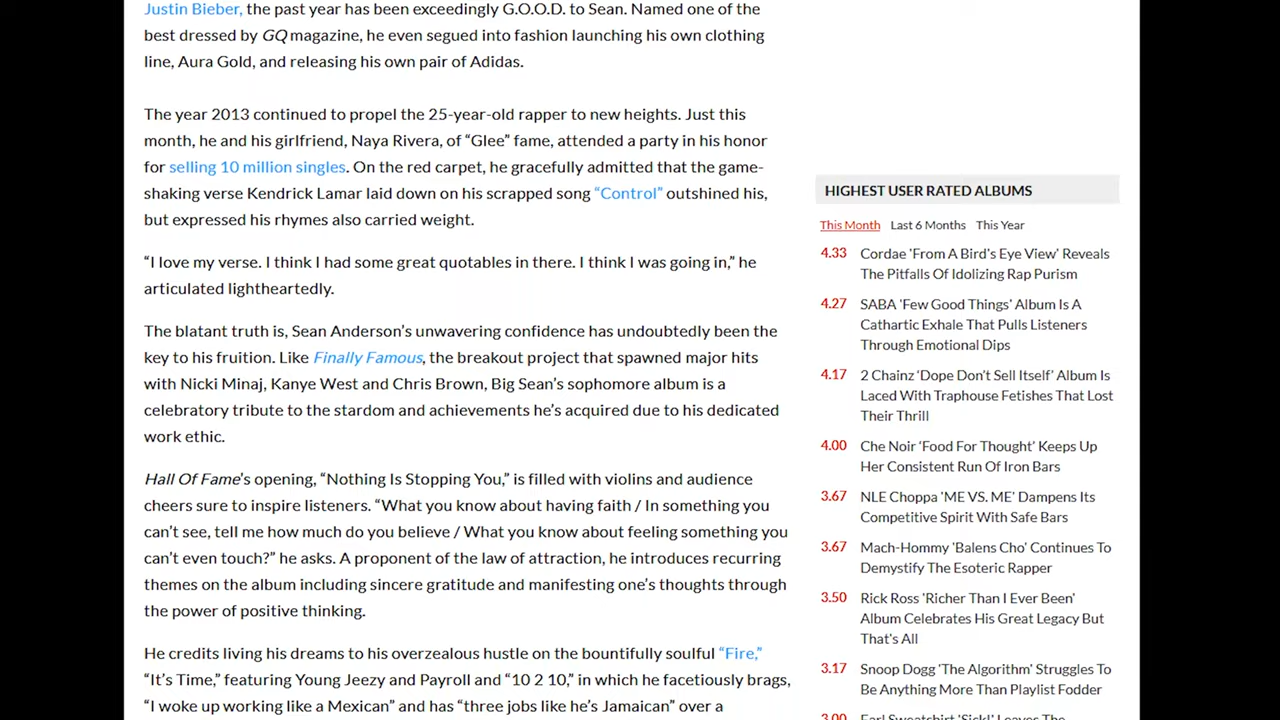 Justin Bieber, the past year has been exceedingly G.O.O.D. to Sean. Named one of the
best dressed by GQ magazine, he even segued into fashion launching his own clothing
line, Aura Gold, and releasing his own pair of Adidas.
The year 2013 continued to propel the 25-year-old rapper to new heights. Just this
month, he and his girlfriend, Naya Rivera, of “Glee” fame, attended a party in his honor
for selling 10 million singles. On the red carpet, he gracefully admitted that the game-
shaking verse Kendrick Lamar laid down on his scrapped song “Control” outshined his,
but expressed his rhymes also carried weight.
“I love my verse. I think I had some great quotables in there. I think I was going in,” he
articulated lightheartedly.
The blatant truth is, Sean Anderson’s unwavering confidence has undoubtedly been the
key to his fruition. Like Finally Famous, the breakout project that spawned major hits
with Nicki Minaj, Kanye West and Chris Brown, Big Sean’s sophomore album is a
celebratory tribute to the stardom and achievements he’s acquired due to his dedicated
work ethic.
Hall Of Fame’s opening, “Nothing Is Stopping You,” is filled with violins and audience
cheers sure to inspire listeners. “What you know about having faith / In something you
can’t see, tell me how much do you believe / What you know about feeling something you
can’t even touch?” he asks. A proponent of the law of attraction, he introduces recurring
themes on the album including sincere gratitude and manifesting one’s thoughts through
the power of positive thinking.
He credits living his dreams to his overzealous hustle on the bountifully soulful “Fire,”
“It’s Time,” featuring Young Jeezy and Payroll and “10 2 10,” in which he facetiously brags,
“I woke up working like a Mexican” and has “three jobs like he’s Jamaican” over a
HIGHEST USER RATED ALBUMS
This Month Last 6 Months This Year
4.33 Cordae 'From A Bird's Eye View' Reveals
The Pitfalls Of Idolizing Rap Purism
4.27 SABA 'Few Good Things' Album Is A
Cathartic Exhale That Pulls Listeners
Through Emotional Dips
4.17 2 Chainz ‘Dope Don’t Sell Itself’ Album Is
Laced With Traphouse Fetishes That Lost
Their Thrill
4.00 Che Noir ‘Food For Thought’ Keeps Up
Her Consistent Run Of Iron Bars
3.67 NLE Choppa 'ME VS. ME' Dampens Its
Competitive Spirit With Safe Bars
3.67 Mach-Hommy 'Balens Cho' Continues To
Demystify The Esoteric Rapper
3.50 Rick Ross 'Richer Than I Ever Been'
Album Celebrates His Great Legacy But
That's All
3.17 Snoop Dogg 'The Algorithm' Struggles To
Be Anything More Than Playlist Fodder
3.00 Earl Sweatshirt 'Sick!' Leaves The